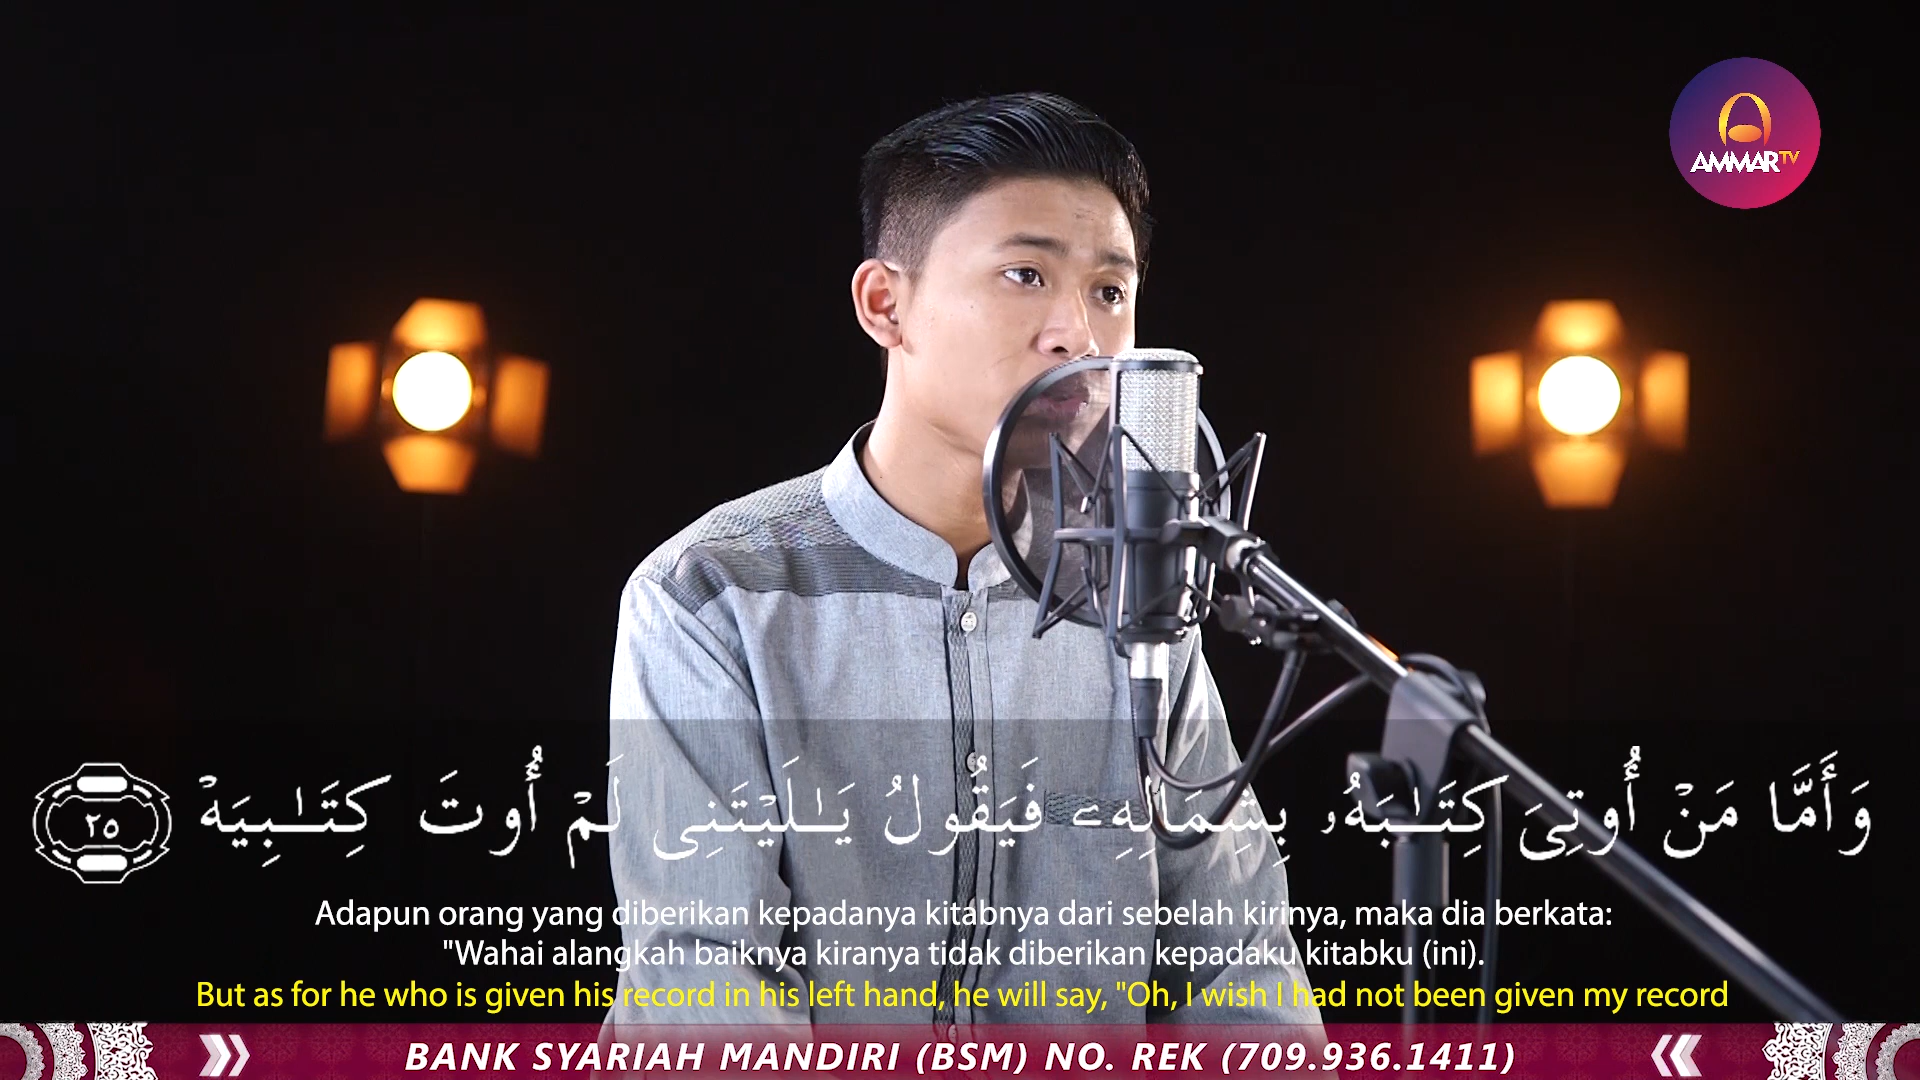 AMMARTV
وَأَمَّا مَنْ أُوتِىَ كِتَـٰبَهُۥ بِشِمَالِهِۦ فَيَقُولُ يَـٰلَيْتَنِى لَمْ أُوتَ كِتَـٰبِيَهْ ٢٥
Adapun orang yang diberikan kepadanya kitabnya dari sebelah kirinya, maka dia berkata:
"Wahai alangkah baiknya kiranya tidak diberikan kepadaku kitabku (ini).
But as for he who is given his record in his left hand, he will say, "Oh, I wish I had not been given my record
BANK SYARIAH MANDIRI (BSM) NO. REK (709.936.1411)